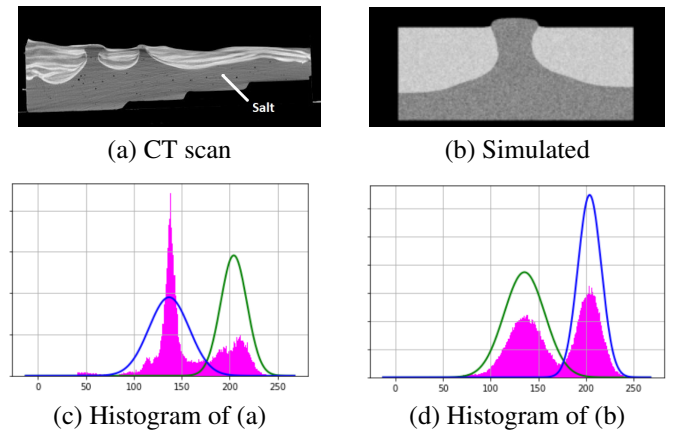 Salt
(a) CT scan
(b) Simulated
0 50 100 150 200 250
0 50 100 150 200 250
(c) Histogram of (a)
(d) Histogram of (b)